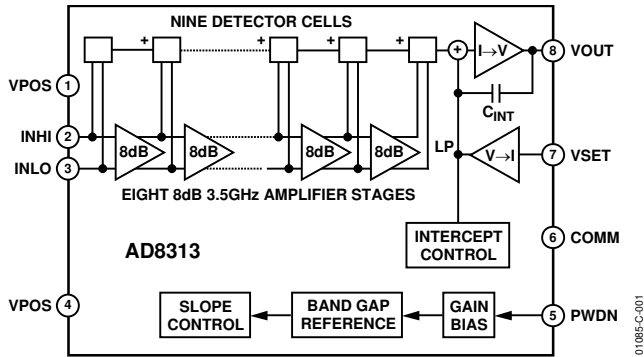 NINE DETECTOR CELLS
+ + + + +
I→V
8 VOUT
VPOS 1
CINT
INHI 2
8dB 8dB 8dB 8dB
LP
V→I
7 VSET
INLO 3
EIGHT 8dB 3.5GHz AMPLIFIER STAGES
INTERCEPT
CONTROL
6 COMM
AD8313
VPOS 4
SLOPE
CONTROL
BAND GAP
REFERENCE
GAIN
BIAS
5 PWDN
01085-C-001